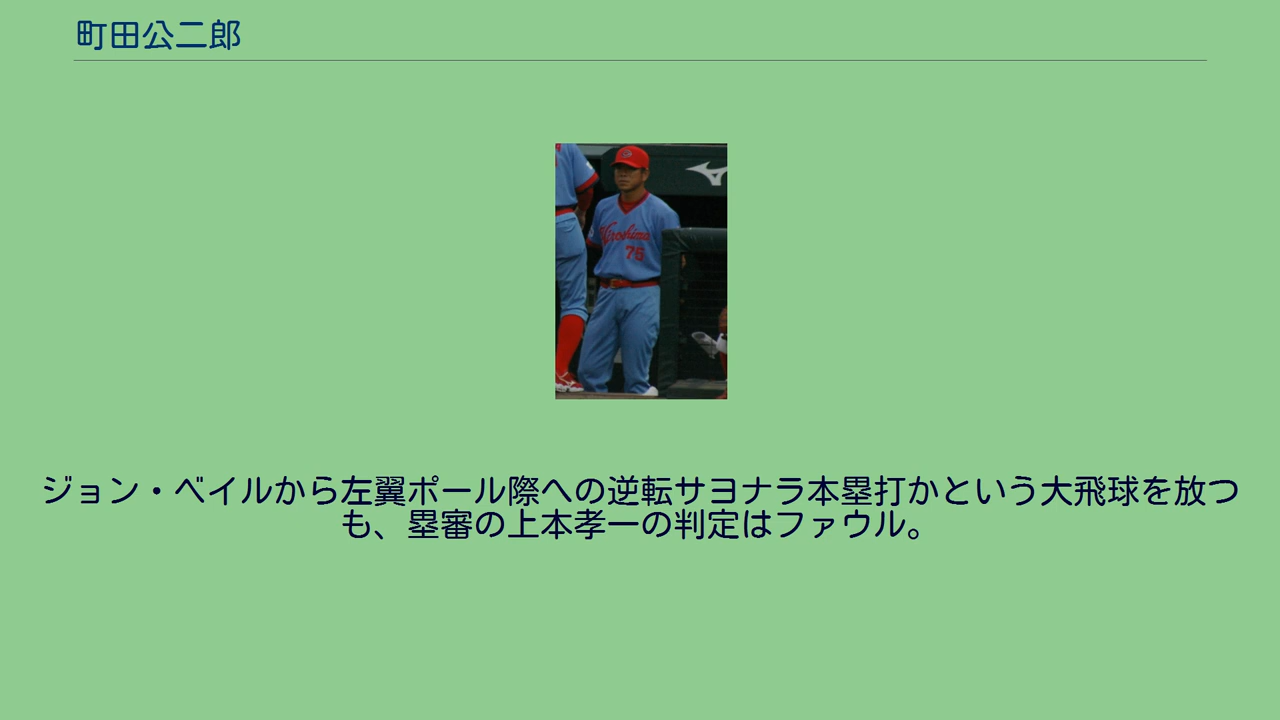 町田公二郎
Hiroshima
76
ジョン・ベイルから左翼ポール際への逆転サヨナラ本塁打かという大飛球を放つ
も、塁審の上本孝一の判定はファウル。